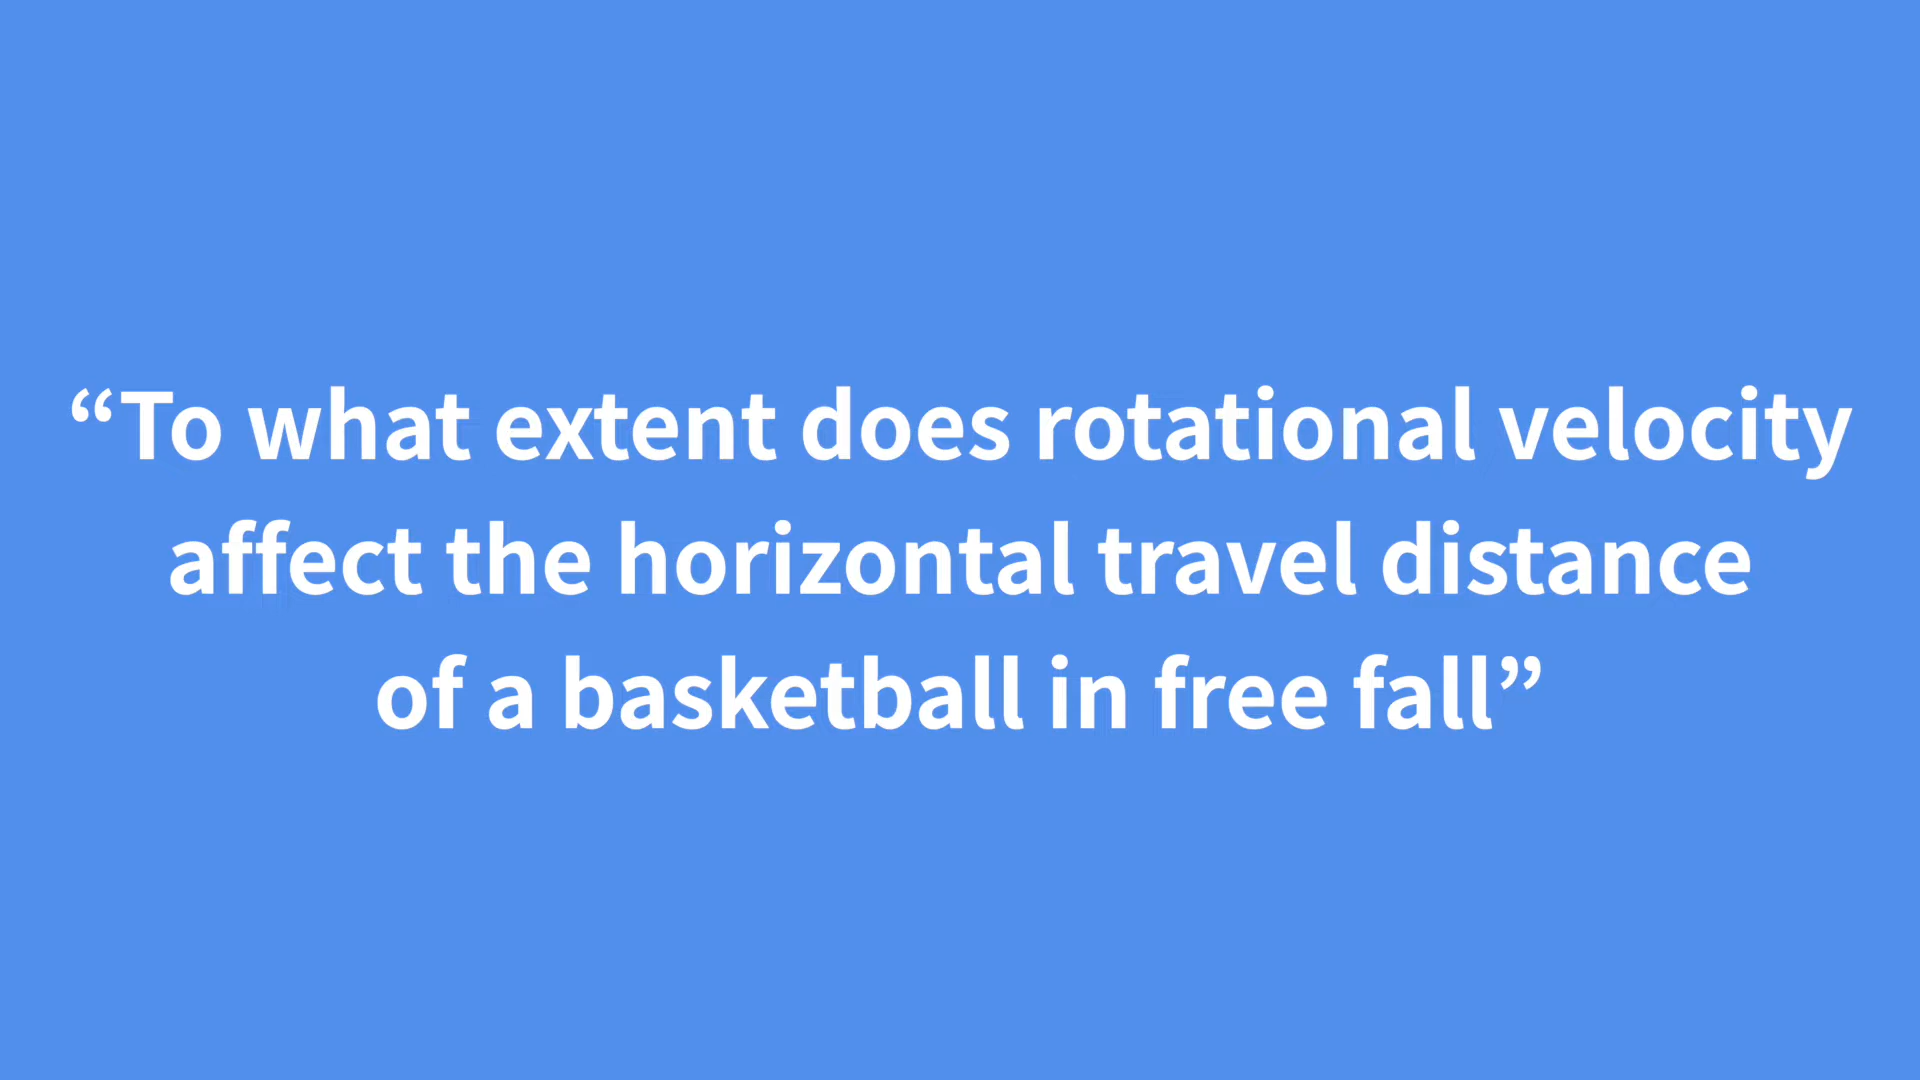 “To what extent does rotational velocity
affect the horizontal travel distance
of a basketball in free fall”